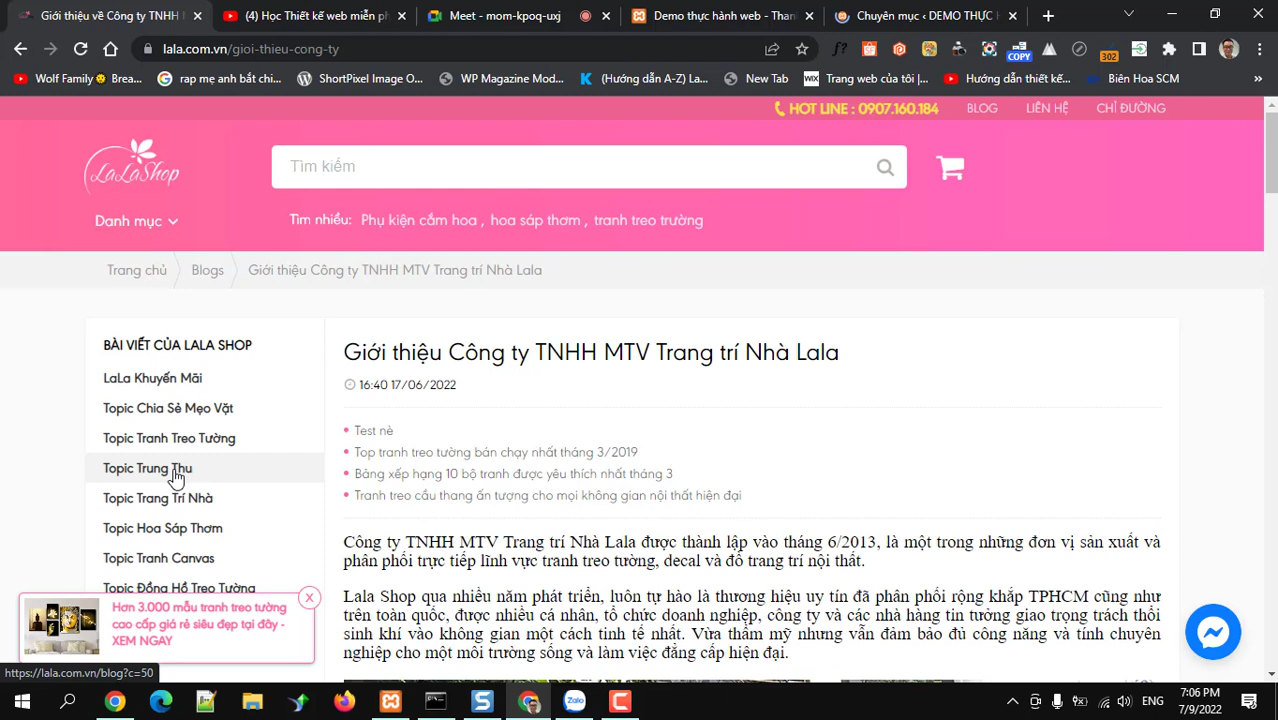 Giới thiệu về Công ty TNHH M
(4) Học Thiết kế web miễn ph
Meet - mom-kpoq-uxj
Demo thực hành web - Than
Chuyên mục ‹ DEMO THỰC H
lala.com.vn/gioi-thieu-cong-ty
COPY
302
Wolf Family Brea...
rap mẹ anh bắt chi...
ShortPixel Image O...
WP Magazine Mod...
(Hướng dẫn A-Z) La...
New Tab
WIX
Trang web của tôi |...
Hướng dẫn thiết kế...
Biên Hòa SCM
HOT LINE : 0907.160.184
BLOG
LIÊN HỆ
CHỈ ĐƯỜNG
LaLaShop
Tìm kiếm
Danh mục
Tìm nhiều: Phụ kiện cắm hoa , hoa sáp thơm , tranh treo trường
Trang chủ
Blogs
Giới thiệu Công ty TNHH MTV Trang trí Nhà Lala
BÀI VIẾT CỦA LALA SHOP
LaLa Khuyến Mãi
Topic Chia Sẻ Mẹo Vặt
Topic Tranh Treo Tường
Topic Trung Thu
Topic Trang Trí Nhà
Topic Hoa Sáp Thơm
Topic Tranh Canvas
Topic Đồng Hồ Treo Tường
Giới thiệu Công ty TNHH MTV Trang trí Nhà Lala
16:40 17/06/2022
Test nè
Top tranh treo tường bán chạy nhất tháng 3/2019
Bảng xếp hạng 10 bộ tranh được yêu thích nhất tháng 3
Tranh treo cầu thang ấn tượng cho mọi không gian nội thất hiện đại
Công ty TNHH MTV Trang trí Nhà Lala được thành lập vào tháng 6/2013, là một trong những đơn vị sản xuất và
phân phối trực tiếp lĩnh vực tranh treo tường, decal và đồ trang trí nội thất.
Lala Shop qua nhiều năm phát triển, luôn tự hào là thương hiệu uy tín đã phân phối rộng khắp TPHCM cũng như
trên toàn quốc, được nhiều cá nhân, tổ chức doanh nghiệp, công ty và các nhà hàng tin tưởng giao trọng trách thổi
sinh khí vào không gian một cách tinh tế nhất. Vừa thẩm mỹ nhưng vẫn đảm bảo đủ công năng và tính chuyên
nghiệp cho một môi trường sống và làm việc đẳng cấp hiện đại.
Hơn 3.000 mẫu tranh treo tường
cao cấp giá rẻ siêu đẹp tại đây -
XEM NGAY
X
https://lala.com.vn/blog?c=50
Zalo
ENG
7:06 PM
7/9/2022